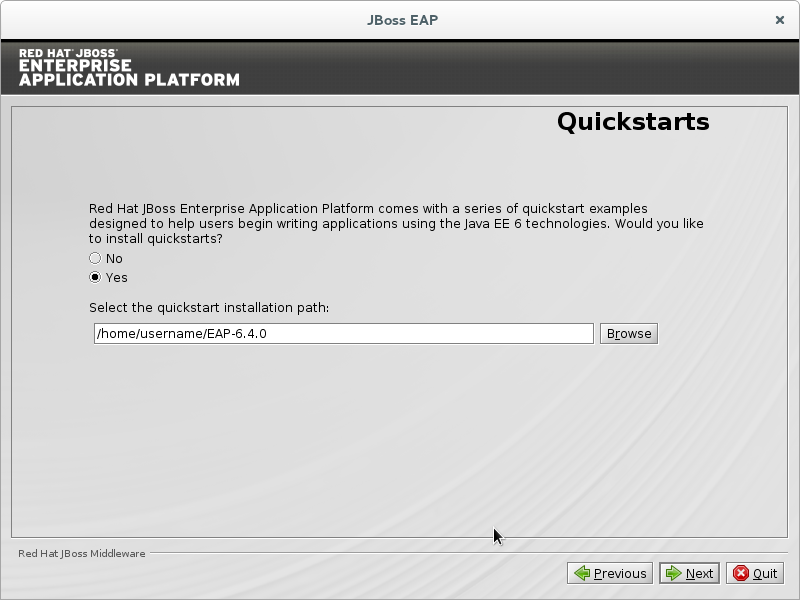 JBoss EAP
RED HAT® JBOSS®
ENTERPRISE
APPLICATION PLATFORM
Quickstarts
Red Hat JBoss Enterprise Application Platform comes with a series of quickstart examples
designed to help users begin writing applications using the Java EE 6 technologies. Would you like
to install quickstarts?
No
Yes
Select the quickstart installation path:
/home/username/EAP-6.4.0 Browse
Red Hat JBoss Middleware
Previous Next Quit